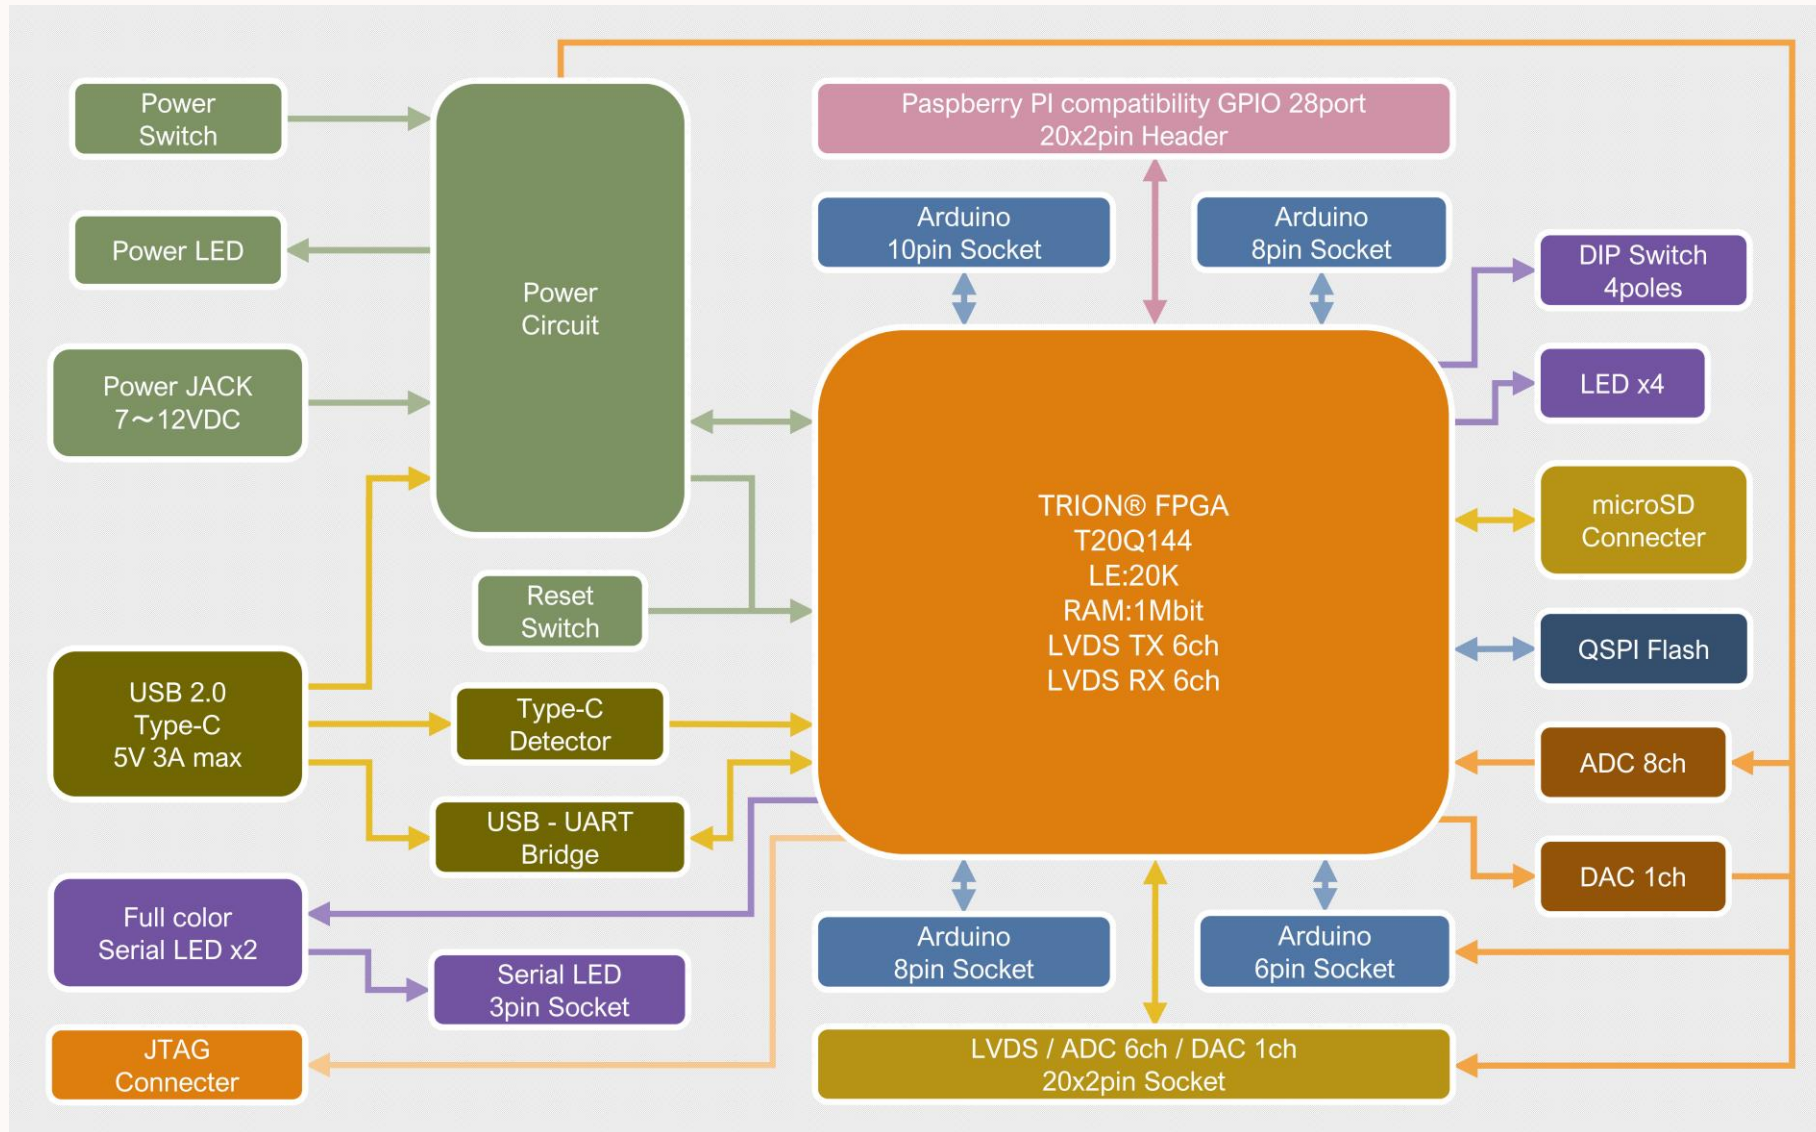 Power
Switch
Power LED
Power JACK
7～12VDC
Power
Circuit
Reset
Switch
USB 2.0
Type-C
5V 3A max
Type-C
Detector
USB - UART
Bridge
Full color
Serial LED x2
Serial LED
3pin Socket
JTAG
Connecter
Paspberry PI compatibility GPIO 28port
20x2pin Header
Arduino
10pin Socket
Arduino
8pin Socket
TRION® FPGA
T20Q144
LE:20K
RAM:1Mbit
LVDS TX 6ch
LVDS RX 6ch
Arduino
8pin Socket
Arduino
6pin Socket
LVDS / ADC 6ch / DAC 1ch
20x2pin Socket
DIP Switch
4poles
LED x4
microSD
Connecter
QSPI Flash
ADC 8ch
DAC 1ch